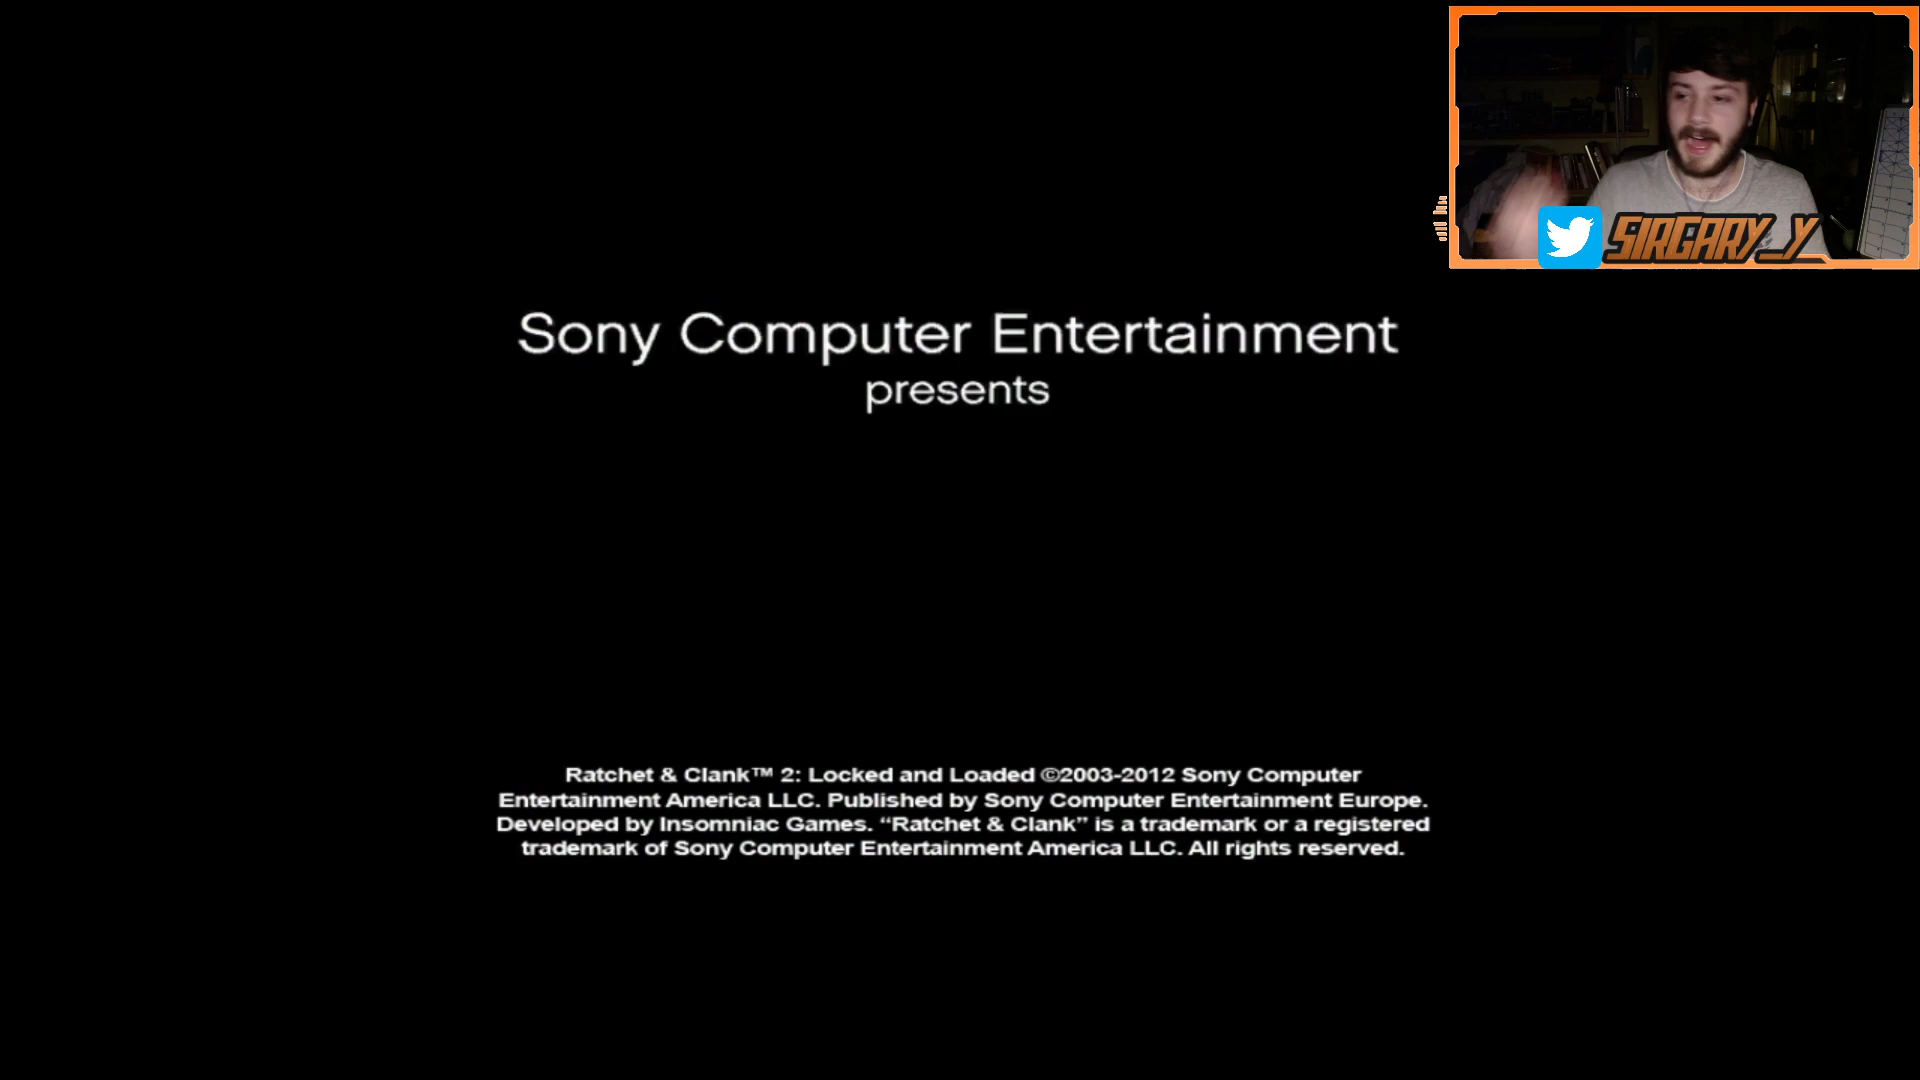 SIRGARY_Y
Sony Computer Entertainment
presents
Ratchet & Clank™ 2: Locked and Loaded ©2003-2012 Sony Computer
Entertainment America LLC. Published by Sony Computer Entertainment Europe.
Developed by Insomniac Games. “Ratchet & Clank” is a trademark or a registered
trademark of Sony Computer Entertainment America LLC. All rights reserved.